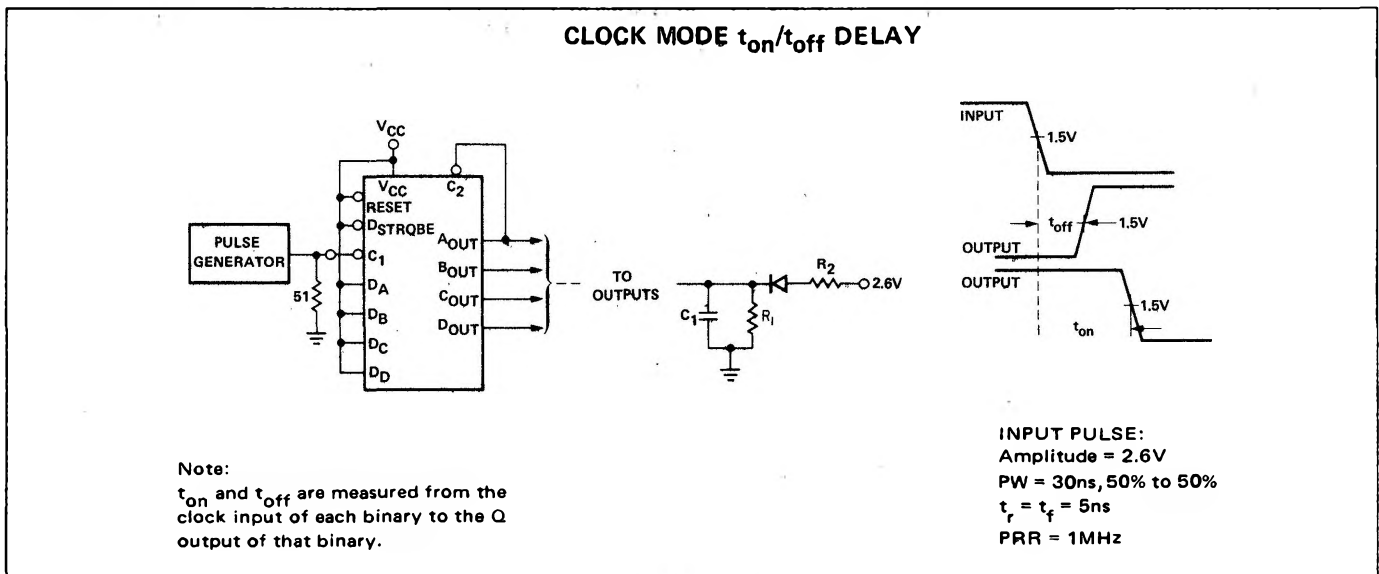 CLOCK MODE ton/toff DELAY
VCC
VCC
C2
RESET
DSTRQBE
PULSE
GENERATOR
C1
51
DA
DB
DC
DD
AOUT
BOUT
COUT
DOUT
TO
OUTPUTS
C1
R1
R2
2.6V
INPUT
1.5V
toff
1.5V
OUTPUT
OUTPUT
1.5V
ton
Note:
ton and toff are measured from the
clock input of each binary to the Q
output of that binary.
INPUT PULSE:
Amplitude = 2.6V
PW = 30ns, 50% to 50%
tr = tf = 5ns
PRR = 1MHz